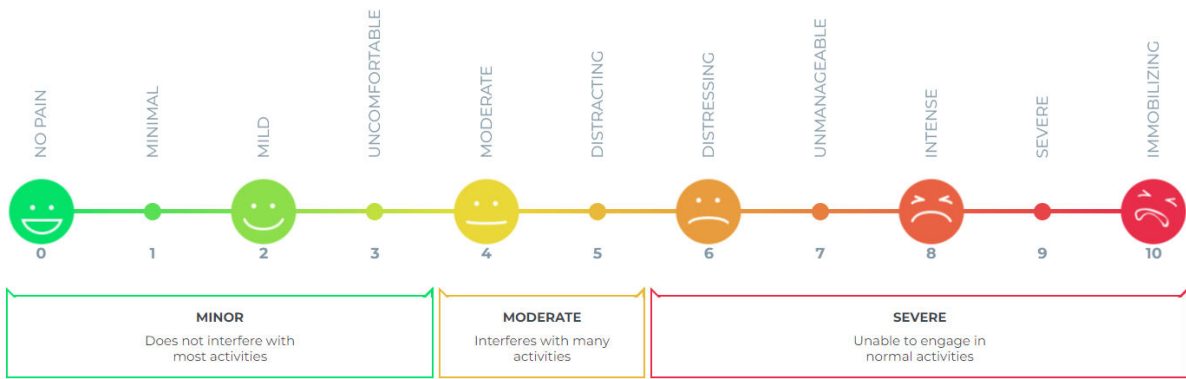 NO PAIN
MINIMAL
MILD
UNCOMFORTABLE
MODERATE
DISTRACTING
DISTRESSING
UNMANAGEABLE
INTENSE
SEVERE
IMMOBILIZING
0 1 2 3 4 5 6 7 8 9 10
MINOR
Does not interfere with
most activities
MODERATE
Interferes with many
activities
SEVERE
Unable to engage in
normal activities